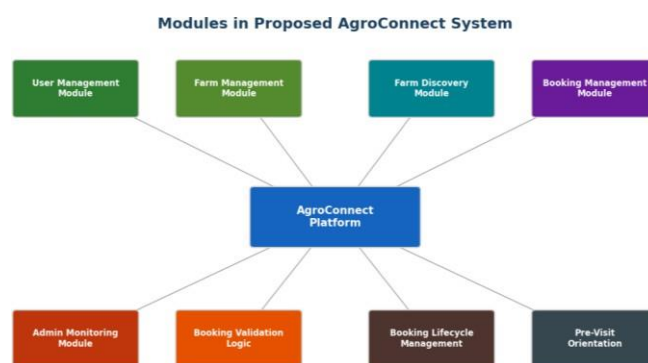 Modules in Proposed AgroConnect System
User Management
Module
Farm Management
Module
Farm Discovery
Module
Booking Management
Module
AgroConnect
Platform
Admin Monitoring
Module
Booking Validation
Logic
Booking Lifecycle
Management
Pre-Visit
Orientation